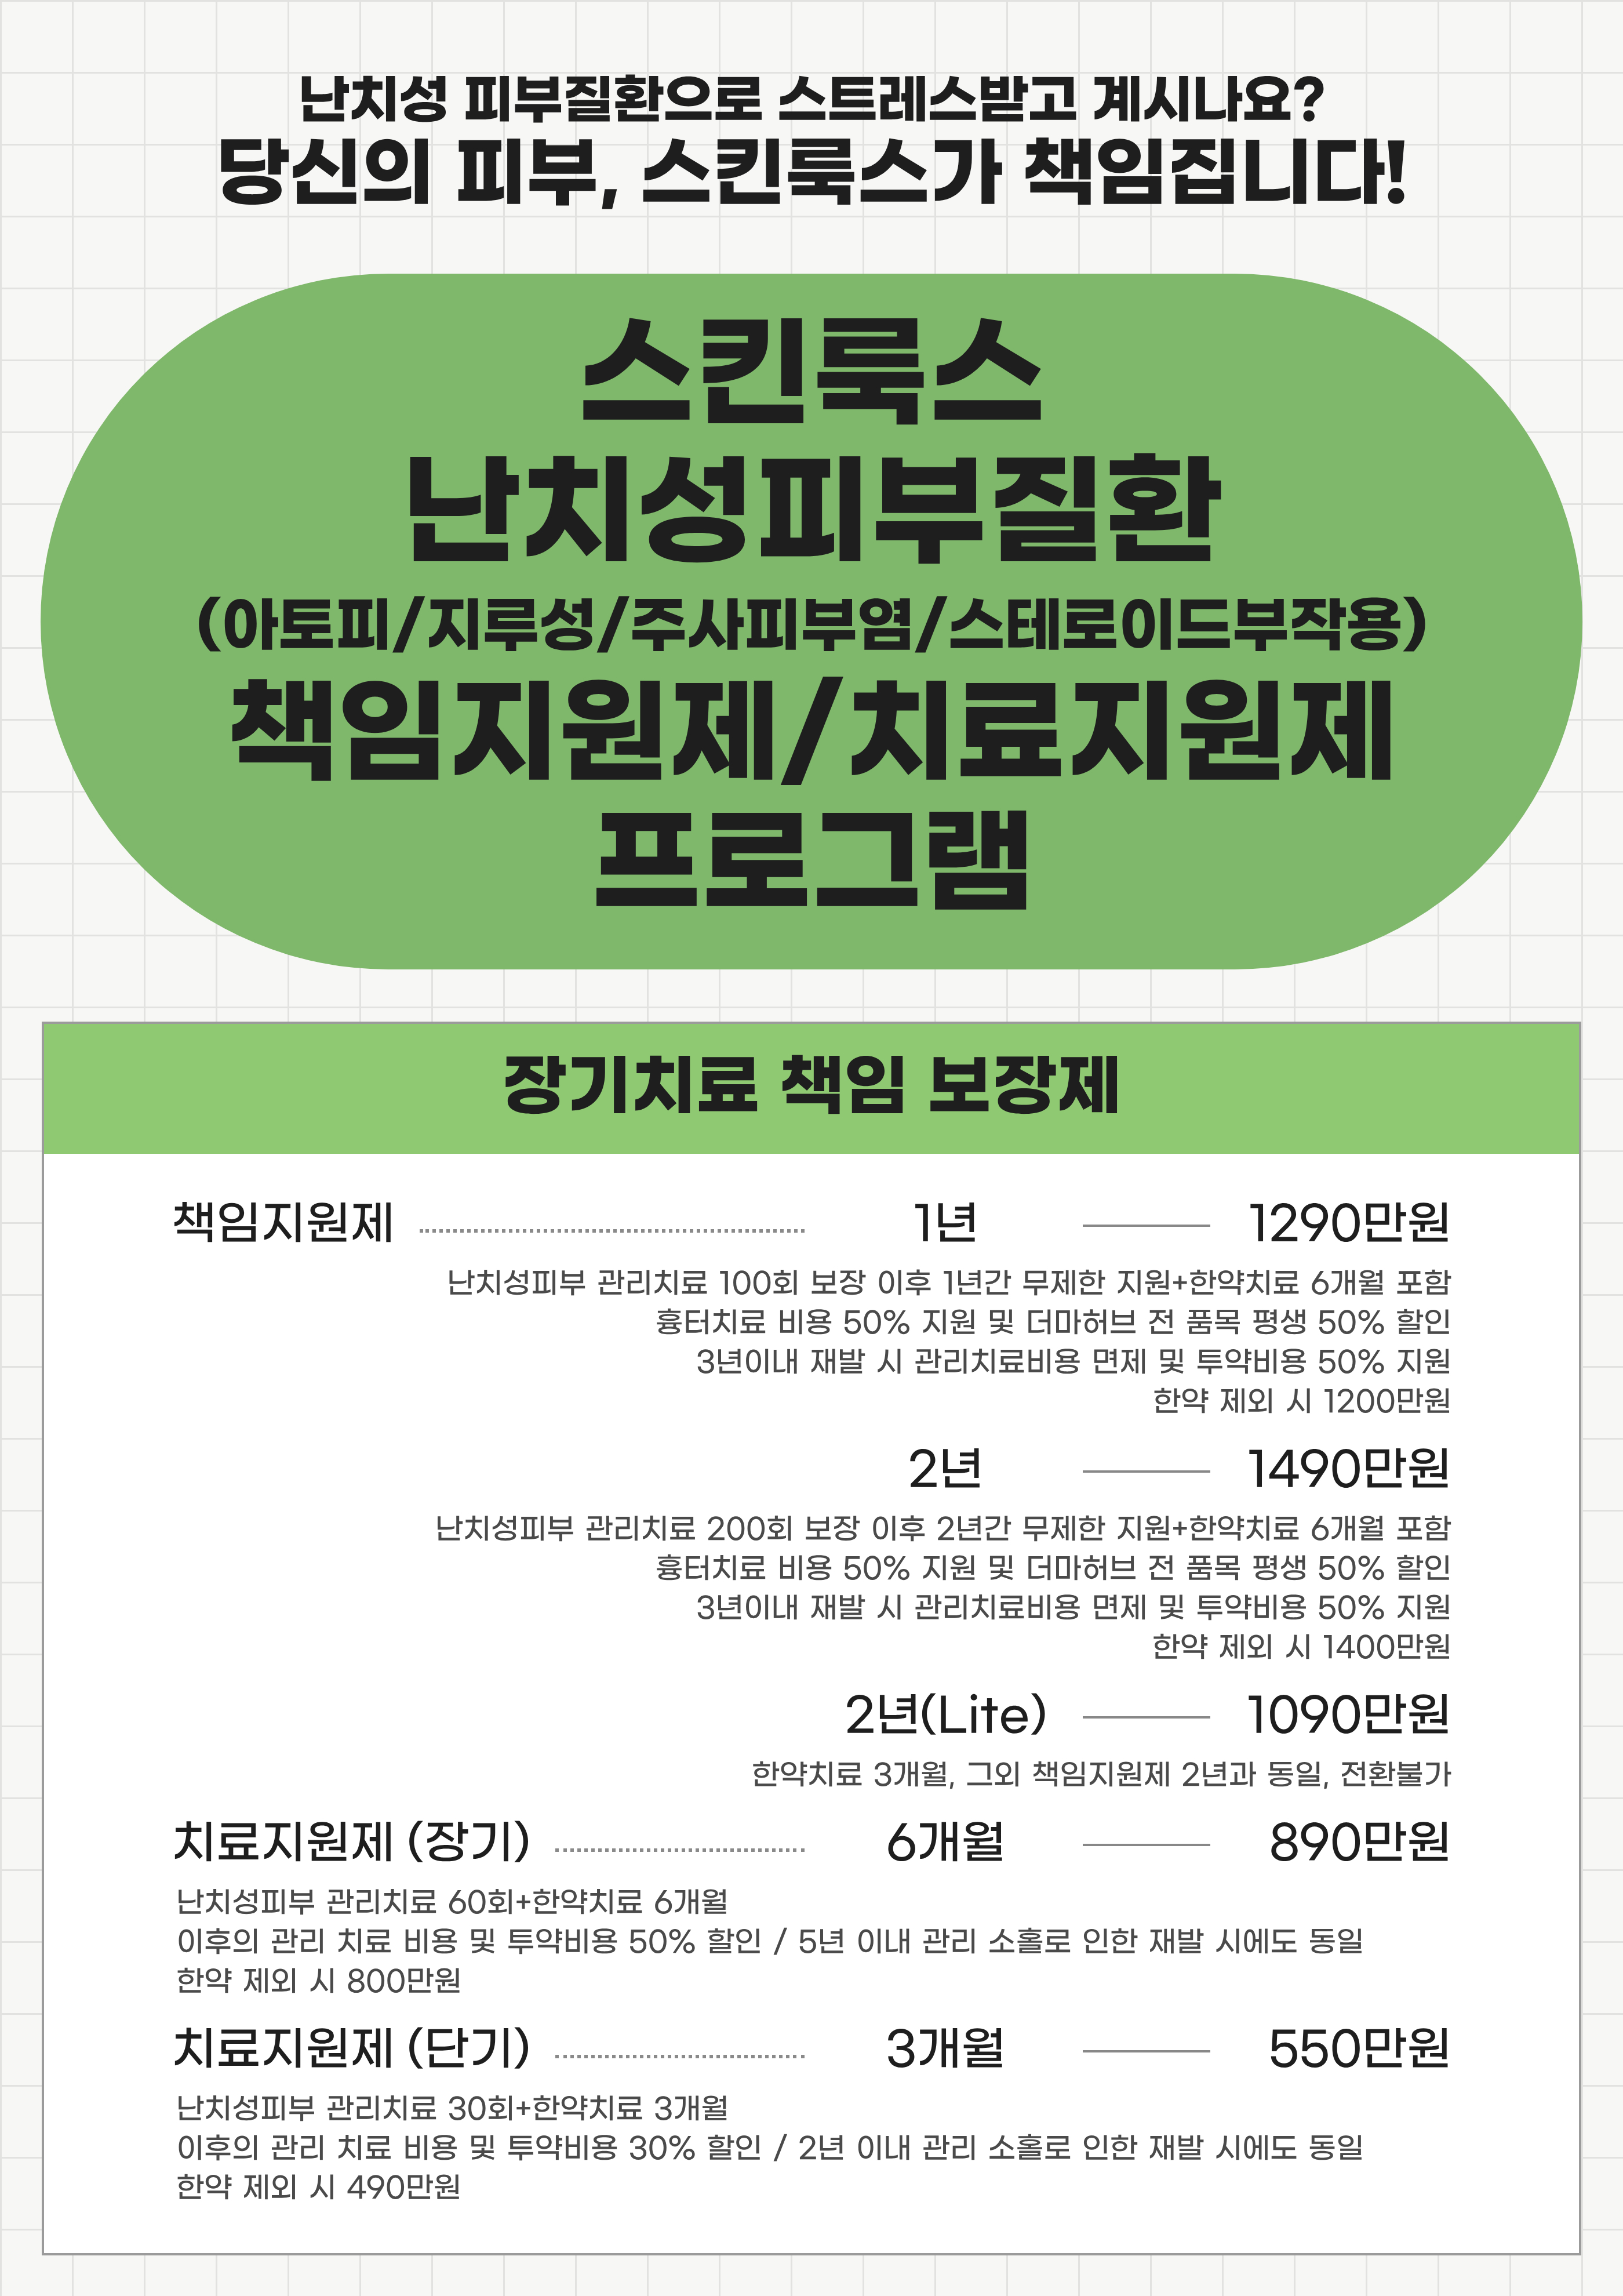 난치성 피부질환으로 스트레스받고 계시나요?
당신의 피부, 스킨룩스가 책임집니다!
스킨룩스
난치성피부질환
(아토피/지루성/주사피부염/스테로이드부작용)
책임지원제/치료지원제
프로그램
장기치료 책임 보장제
책임지원제 1년 1290만원
난치성피부 관리치료 100회 보장 이후 1년간 무제한 지원+한약치료 6개월 포함
흉터치료 비용 50% 지원 및 더마허브 전 품목 평생 50% 할인
3년이내 재발 시 관리치료비용 면제 및 투약비용 50% 지원
한약 제외 시 1200만원
2년 1490만원
난치성피부 관리치료 200회 보장 이후 2년간 무제한 지원+한약치료 6개월 포함
흉터치료 비용 50% 지원 및 더마허브 전 품목 평생 50% 할인
3년이내 재발 시 관리치료비용 면제 및 투약비용 50% 지원
한약 제외 시 1400만원
2년(Lite) 1090만원
한약치료 3개월, 그외 책임지원제 2년과 동일, 전환불가
치료지원제 (장기) 6개월 890만원
난치성피부 관리치료 60회+한약치료 6개월
이후의 관리 치료 비용 및 투약비용 50% 할인 / 5년 이내 관리 소홀로 인한 재발 시에도 동일
한약 제외 시 800만원
치료지원제 (단기) 3개월 550만원
난치성피부 관리치료 30회+한약치료 3개월
이후의 관리 치료 비용 및 투약비용 30% 할인 / 2년 이내 관리 소홀로 인한 재발 시에도 동일
한약 제외 시 490만원